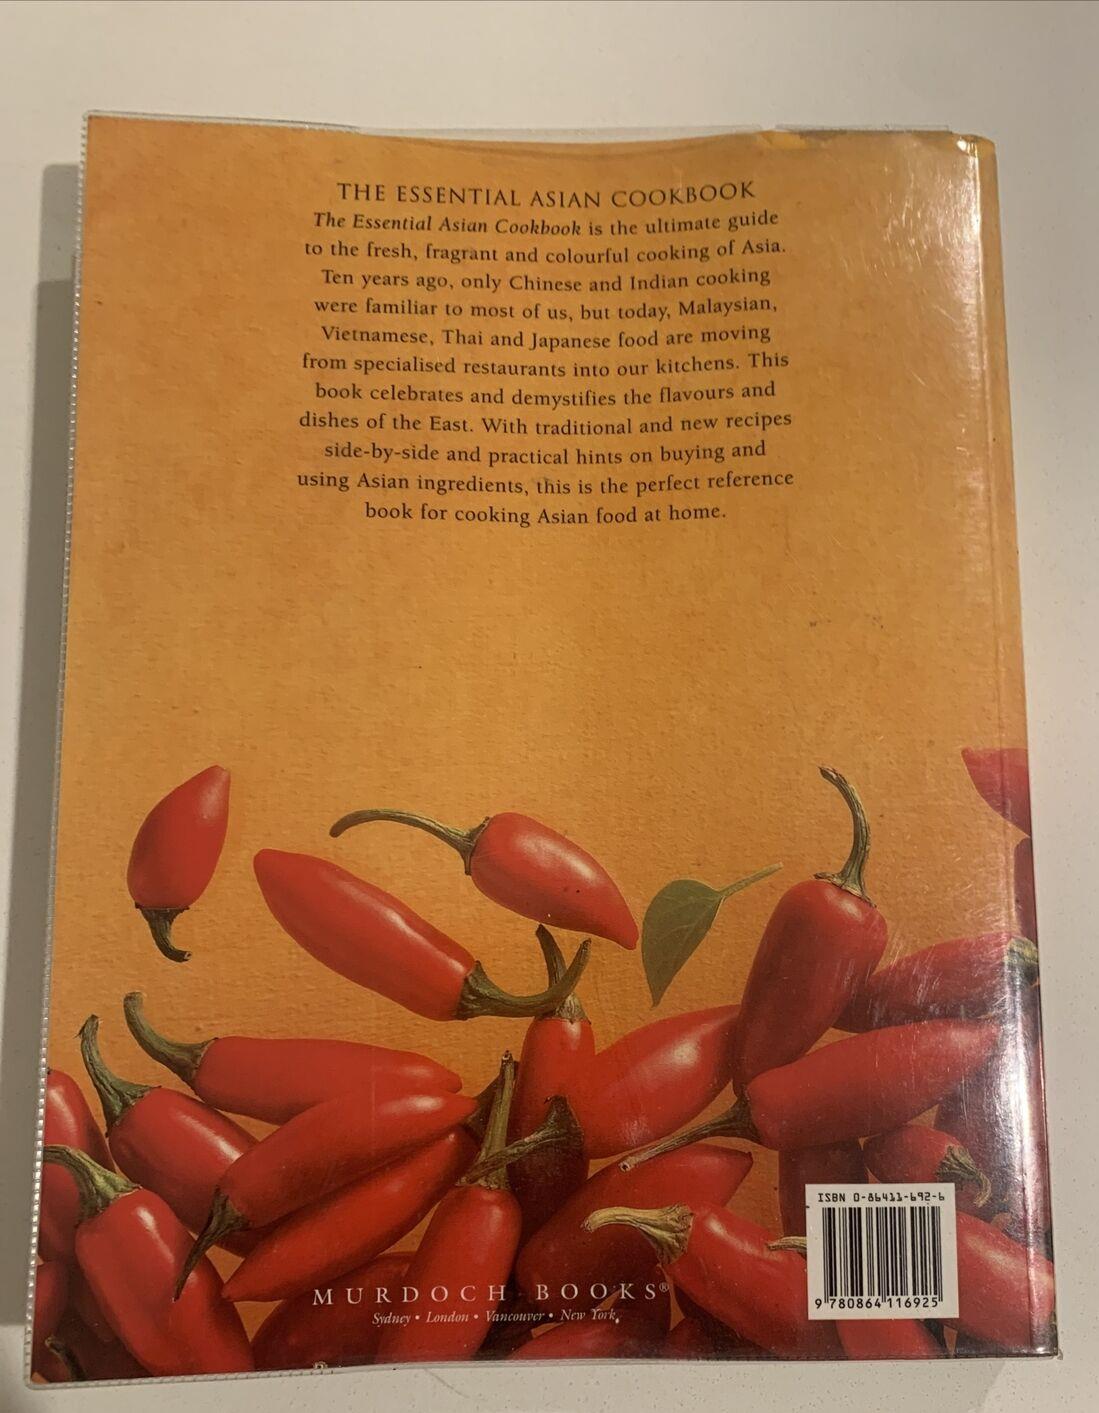 THE ESSENTIAL ASIAN COOKBOOK
The Essential Asian Cookbook is the ultimate guide
to the fresh, fragrant and colourful cooking of Asia.
Ten years ago, only Chinese and Indian cooking
were familiar to most of us, but today, Malaysian,
Vietnamese, Thai and Japanese food are moving
from specialised restaurants into our kitchens. This
book celebrates and demystifies the flavours and
dishes of the East. With traditional and new recipes
side-by-side and practical hints on buying and
using Asian ingredients, this is the perfect reference
book for cooking Asian food at home.
ISBN 0-86411-692-6
9 780864 116925
MURDOCH BOOKS®
Sydney • London • Vancouver • New York